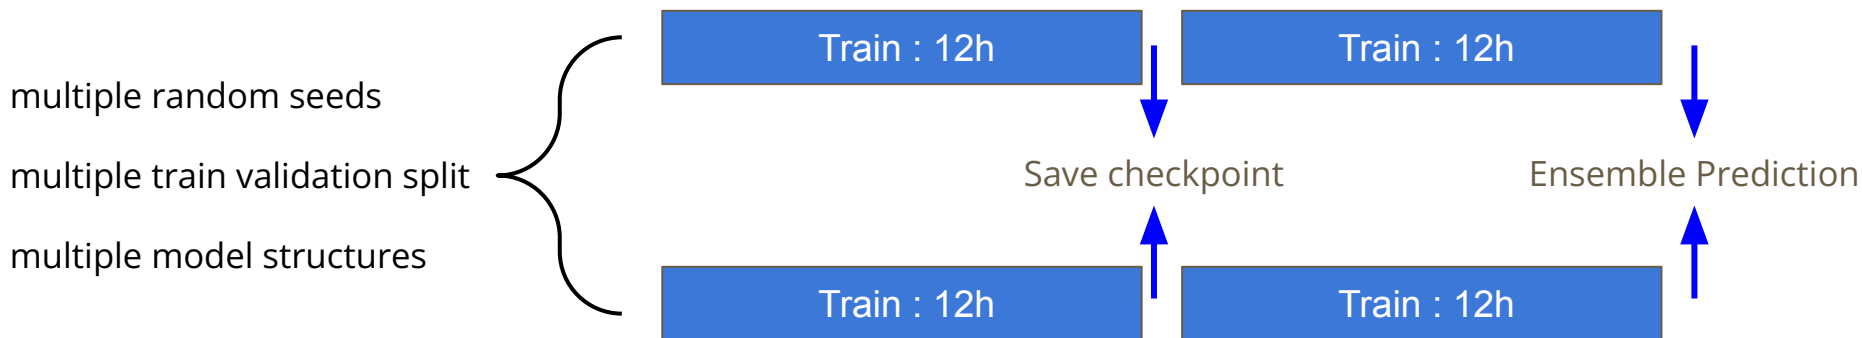 Train : 12h
Train : 12h
multiple random seeds
multiple train validation split
multiple model structures
Save checkpoint
Ensemble Prediction
Train : 12h
Train : 12h